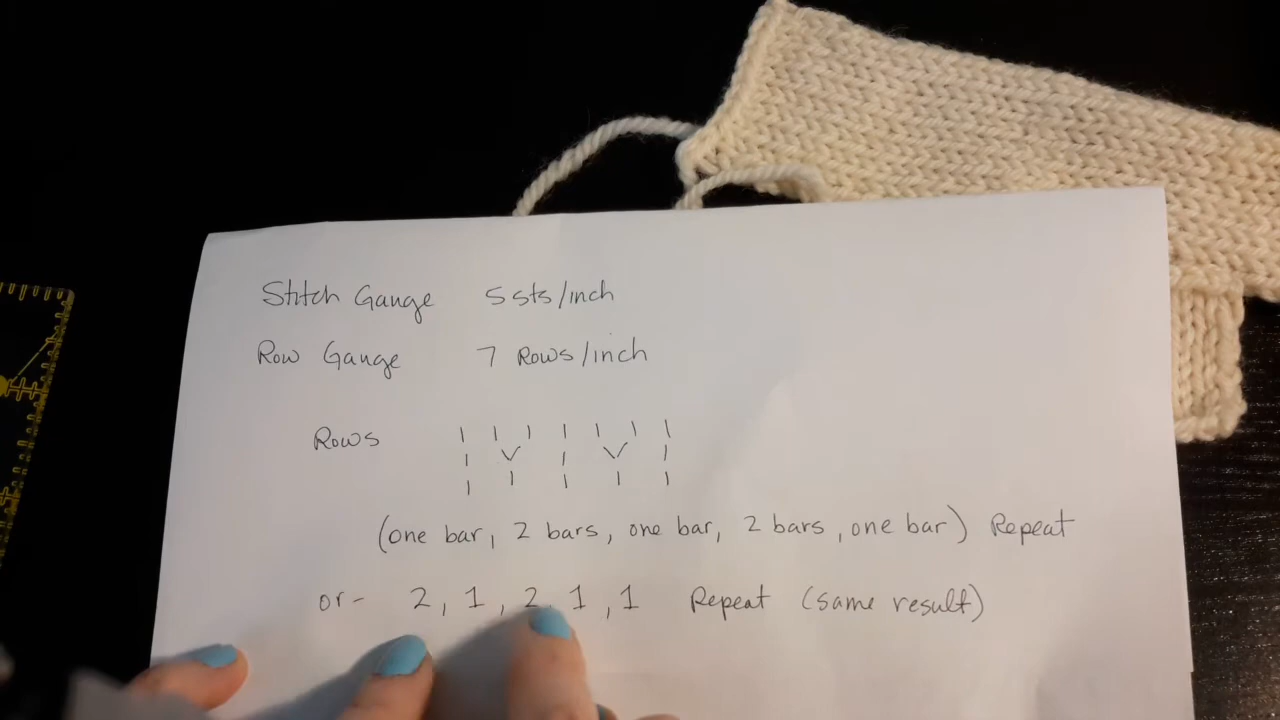 Stitch Gauge 5 sts/inch
Row Gauge 7 Rows/inch
Rows | | | | | | |
| V | V |
| | | | |
(one bar, 2 bars, one bar, 2 bars, one bar) Repeat
or - 2, 1, 2, 1, 1 Repeat (same result)